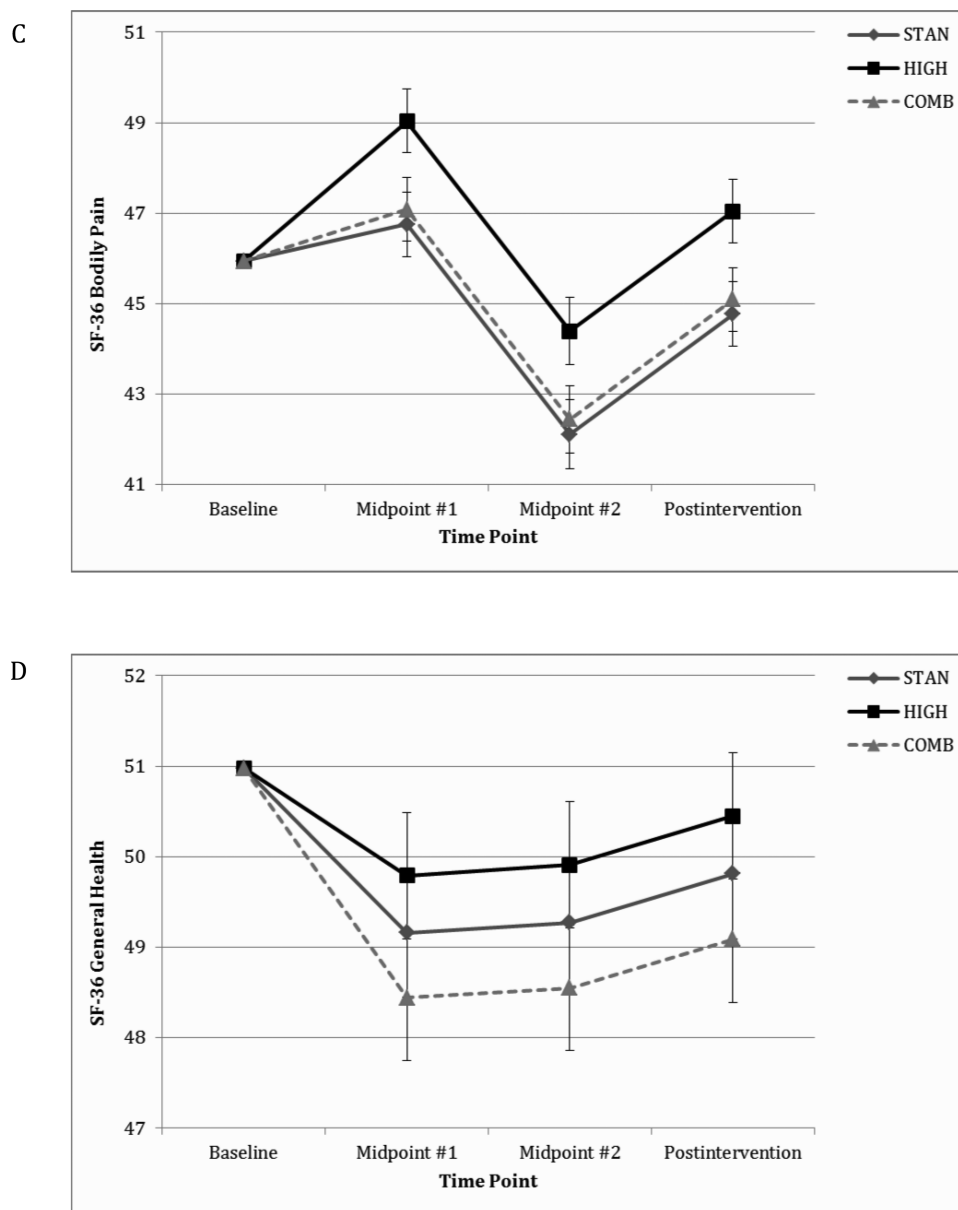 C
51
49
47
45
43
41
SF-36 Bodily Pain
Baseline Midpoint #1 Midpoint #2 Postintervention
Time Point
STAN
HIGH
COMB
D
52
51
50
49
48
47
SF-36 General Health
Baseline Midpoint #1 Midpoint #2 Postintervention
Time Point
STAN
HIGH
COMB